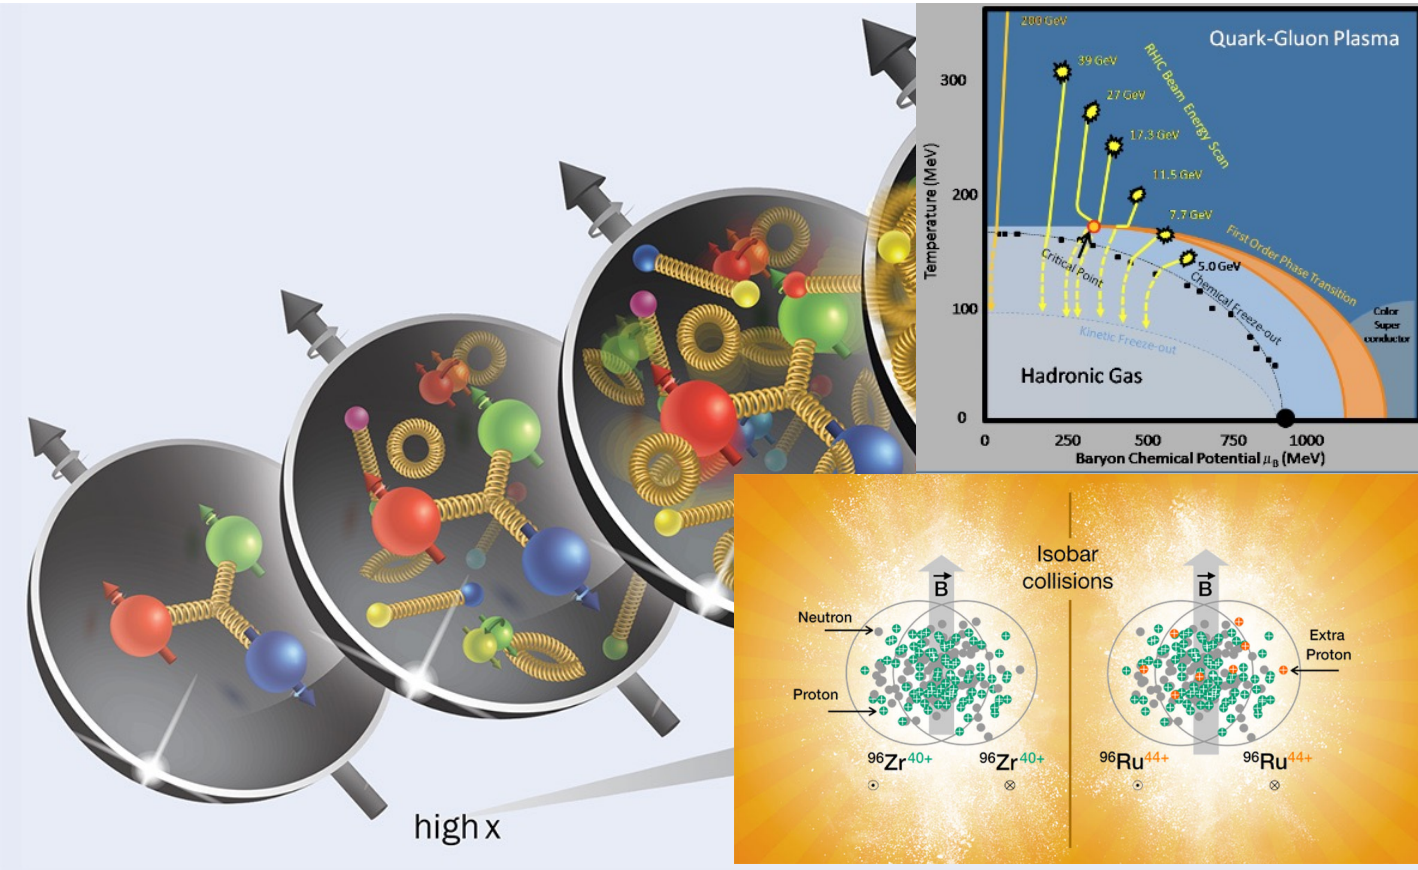 high x
200 GeV
Quark-Gluon Plasma
39 GeV
27 GeV
17.3 GeV
11.5 GeV
7.7 GeV
5.0 GeV
RHIC Beam Energy Scan
First Order Phase Transition
Critical Point
Chemical Freeze-out
Kinetic Freeze-out
Color
Super
conductor
Hadronic Gas
Temperature (MeV)
300
200
100
0
0
250
500
750
1000
Baryon Chemical Potential μB (MeV)
Isobar
collisions
B
B
Neutron
Proton
Extra
Proton
96Zr40+
96Zr40+
96Ru44+
96Ru44+